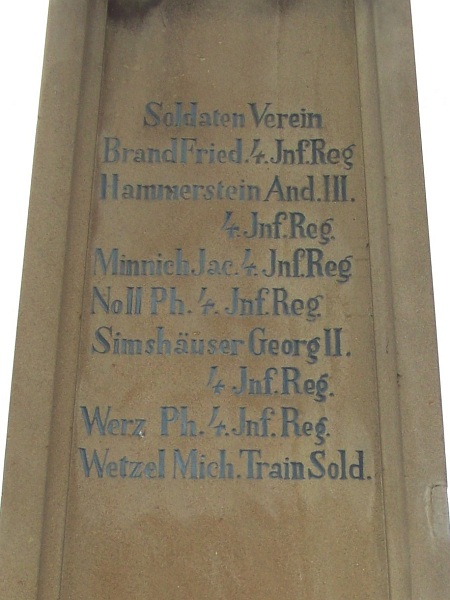 Soldaten Verein
Brand Fried. 4. Jnf. Reg
Hammerstein And. III.
4. Jnf. Reg.
Minnich Jac. 4. Jnf. Reg
Noll Ph. 4. Jnf. Reg.
Simshäuser Georg II.
4 Jnf. Reg.
Werz Ph. 4. Jnf. Reg.
Wetzel Mich. Train Sold.